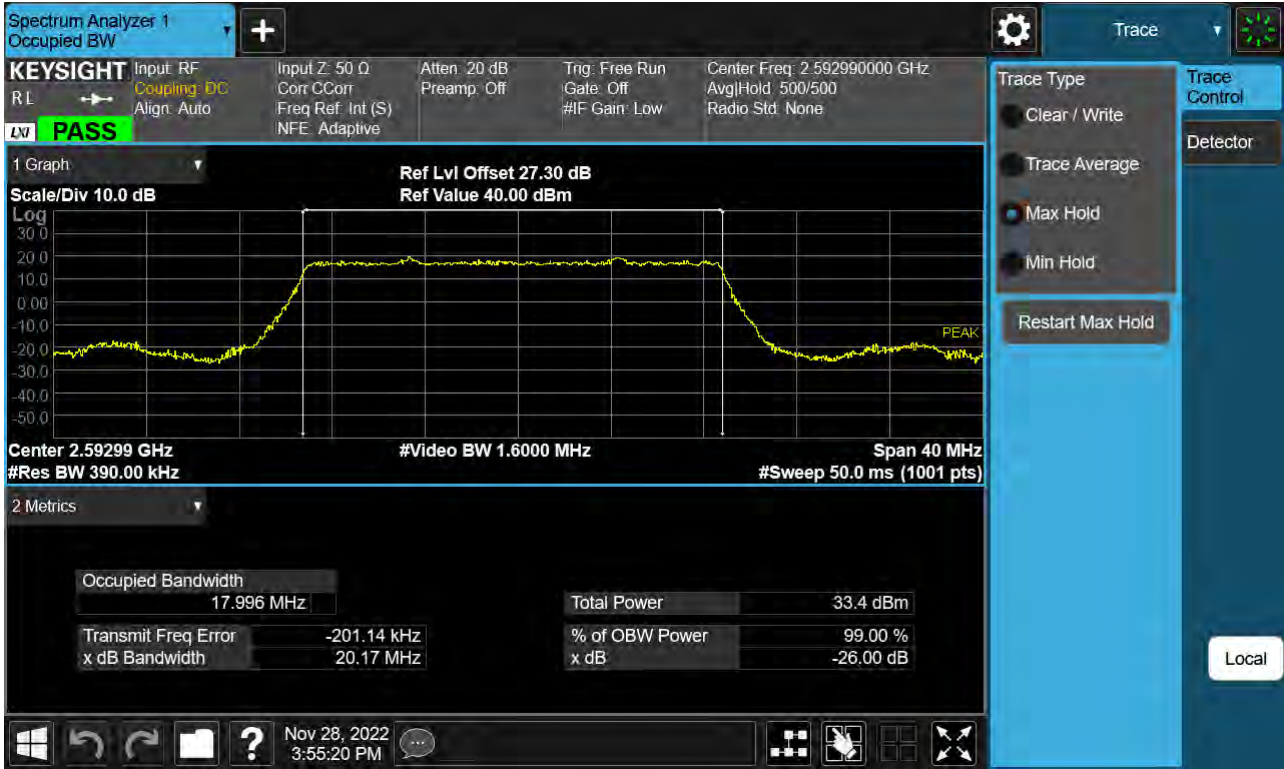 Spectrum Analyzer 1
Occupied BW
+
Trace
KEYSIGHT
RL
LXI PASS
Input: RF
Coupling: DC
Align: Auto
Input Z: 50 Ω
Corr CCorr
Freq Ref: Int (S)
NFE: Adaptive
Atten: 20 dB
Preamp: Off
Trig: Free Run
Gate: Off
#IF Gain: Low
Center Freq: 2.592990000 GHz
Avg|Hold: 500/500
Radio Std: None
Trace Type
Clear / Write
Trace Average
Max Hold
Min Hold
Restart Max Hold
Trace
Control
Detector
1 Graph
Scale/Div 10.0 dB
Ref Lvl Offset 27.30 dB
Ref Value 40.00 dBm
Log
30.0
20.0
10.0
0.00
-10.0
-20.0
-30.0
-40.0
-50.0
PEAK
Center 2.59299 GHz
#Video BW 1.6000 MHz
Span 40 MHz
#Res BW 390.00 kHz
#Sweep 50.0 ms (1001 pts)
2 Metrics
Occupied Bandwidth
17.996 MHz
Total Power 33.4 dBm
Transmit Freq Error -201.14 kHz
% of OBW Power 99.00 %
x dB Bandwidth 20.17 MHz
x dB -26.00 dB
Local
?
Nov 28, 2022
3:55:20 PM